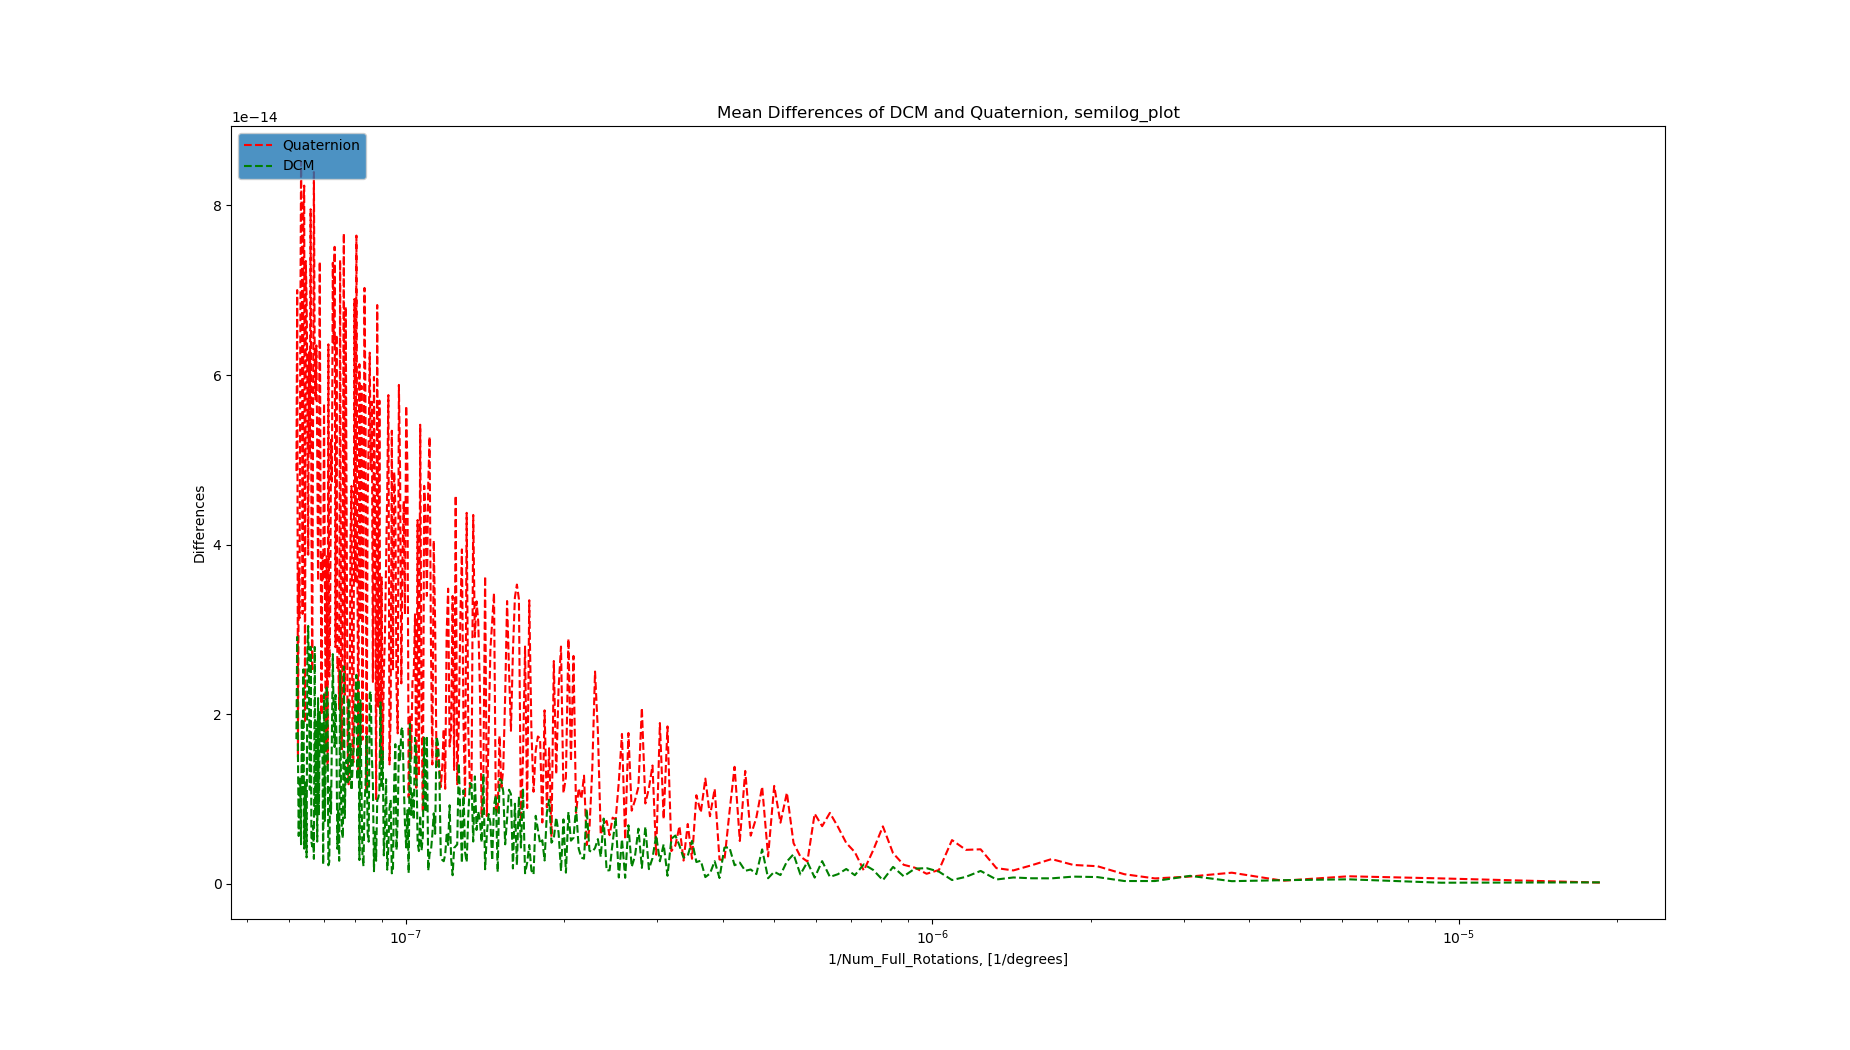 Mean Differences of DCM and Quaternion, semilog_plot
1e−14
Quaternion
DCM
8
6
4
2
0
Differences
10⁻⁷
10⁻⁶
10⁻⁵
1/Num_Full_Rotations, [1/degrees]